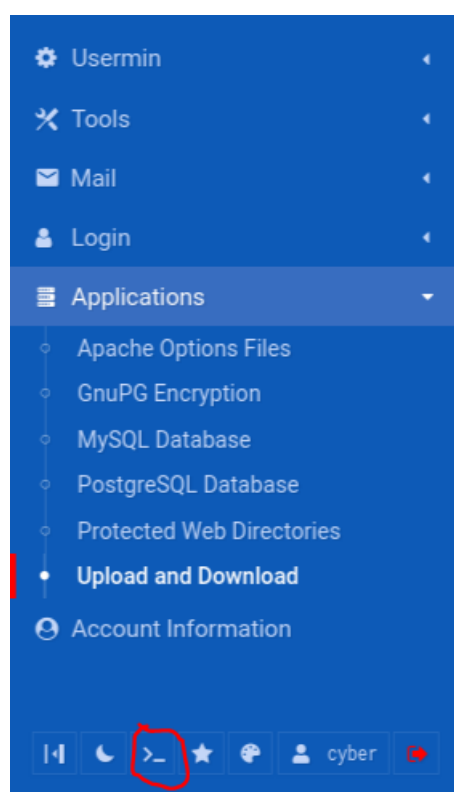 Usermin
Tools
Mail
Login
Applications
Apache Options Files
GnuPG Encryption
MySQL Database
PostgreSQL Database
Protected Web Directories
Upload and Download
Account Information
cyber